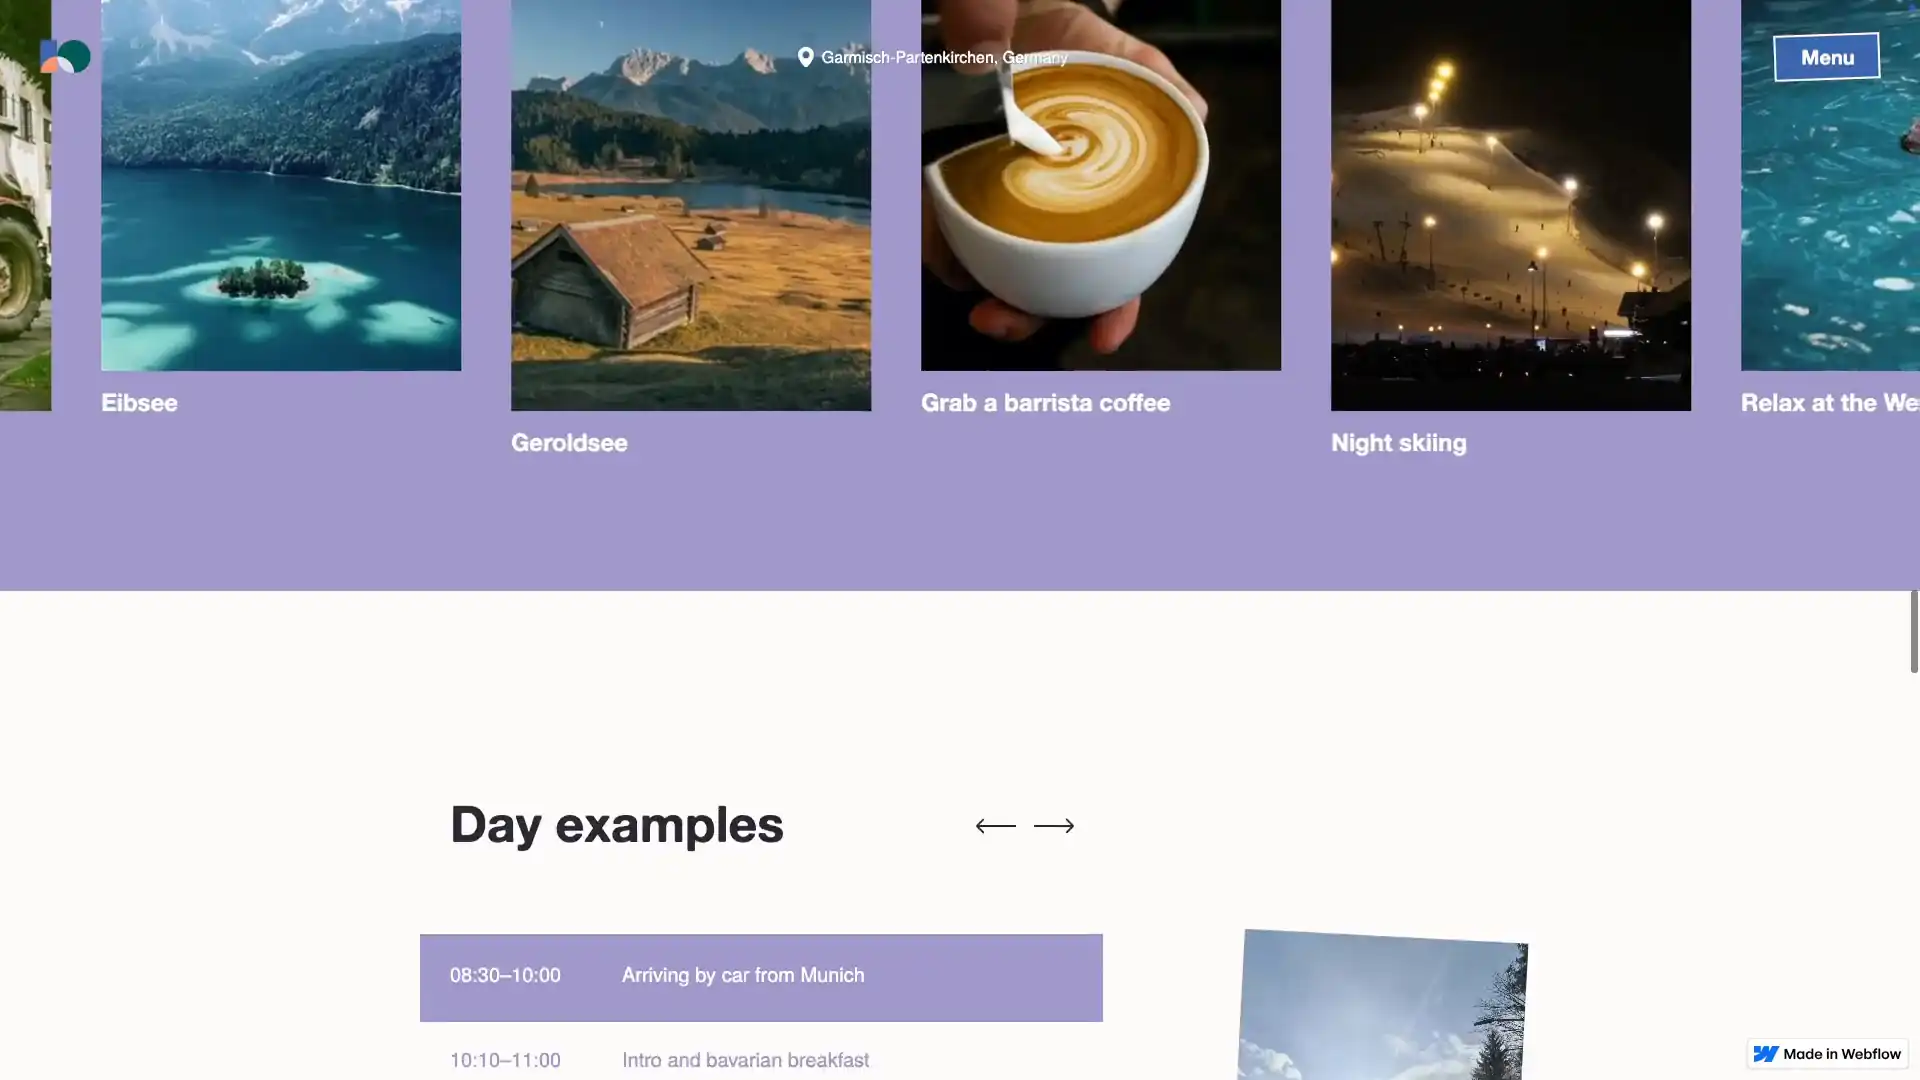 Garmisch-Partenkirchen, Germany
Menu
Eibsee
Geroldsee
Grab a barrista coffee
Night skiing
Relax at the We
Day examples
08:30–10:00 Arriving by car from Munich
10:10–11:00 Intro and bavarian breakfast
Made in Webflow